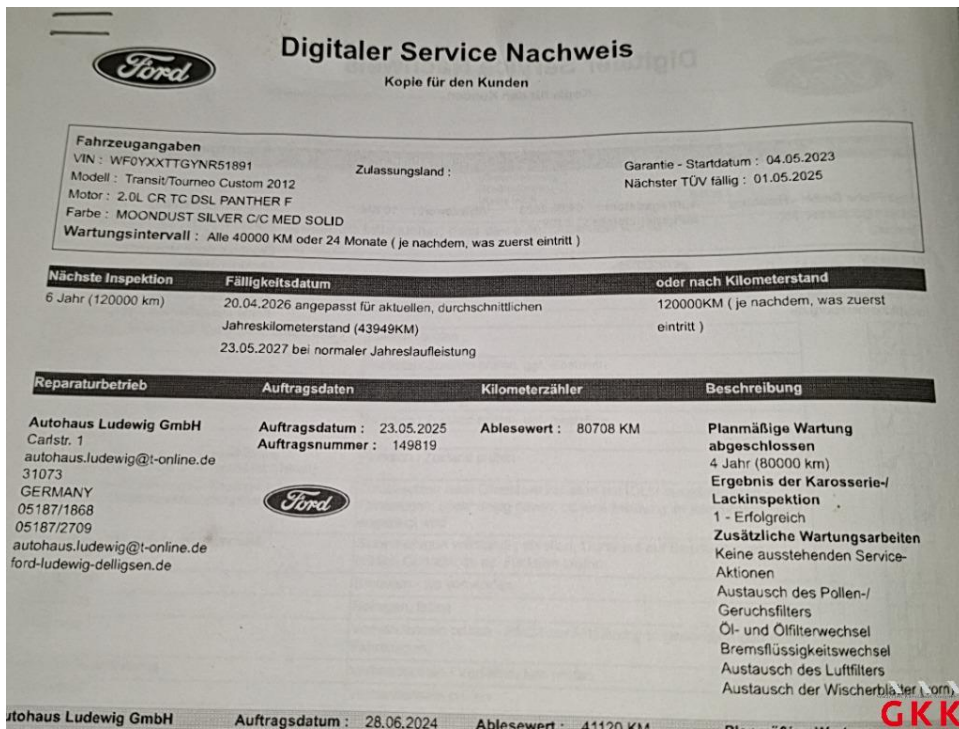 Ford
Digitaler Service Nachweis
Kopie für den Kunden
Fahrzeugangaben
VIN : WF0YXXTTGYNR51891
Modell : Transit/Tourneo Custom 2012
Motor : 2.0L CR TC DSL PANTHER F
Farbe : MOONDUST SILVER C/C MED SOLID
Wartungsintervall : Alle 40000 KM oder 24 Monate ( je nachdem, was zuerst eintritt )
Zulassungsland :
Garantie - Startdatum : 04.05.2023
Nächster TÜV fällig : 01.05.2025
Nächste Inspektion Fälligkeitsdatum oder nach Kilometerstand
6 Jahr (120000 km)
20.04.2026 angepasst für aktuellen, durchschnittlichen
Jahreskilometerstand (43949KM)
23.05.2027 bei normaler Jahreslaufleistung
120000KM ( je nachdem, was zuerst
eintritt )
Reparaturbetrieb Auftragsdaten Kilometerzähler Beschreibung
Autohaus Ludewig GmbH
Carlstr. 1
autohaus.ludewig@t-online.de
31073
GERMANY
05187/1868
05187/2709
autohaus.ludewig@t-online.de
ford-ludewig-delligsen.de
Auftragsdatum : 23.05.2025
Auftragsnummer : 149819
Ford
Ablesewert : 80708 KM
Planmäßige Wartung
abgeschlossen
4 Jahr (80000 km)
Ergebnis der Karosserie-/
Lackinspektion
1 - Erfolgreich
Zusätzliche Wartungsarbeiten
Keine ausstehenden Service-
Aktionen
Austausch des Pollen-/
Geruchsfilters
Öl- und Ölfilterwechsel
Bremsflüssigkeitswechsel
Austausch des Luftfilters
Austausch der Wischerblätter (vorn)
utohaus Ludewig GmbH Auftragsdatum : 28.06.2024 Ablesewert : 41120 KM
GKK